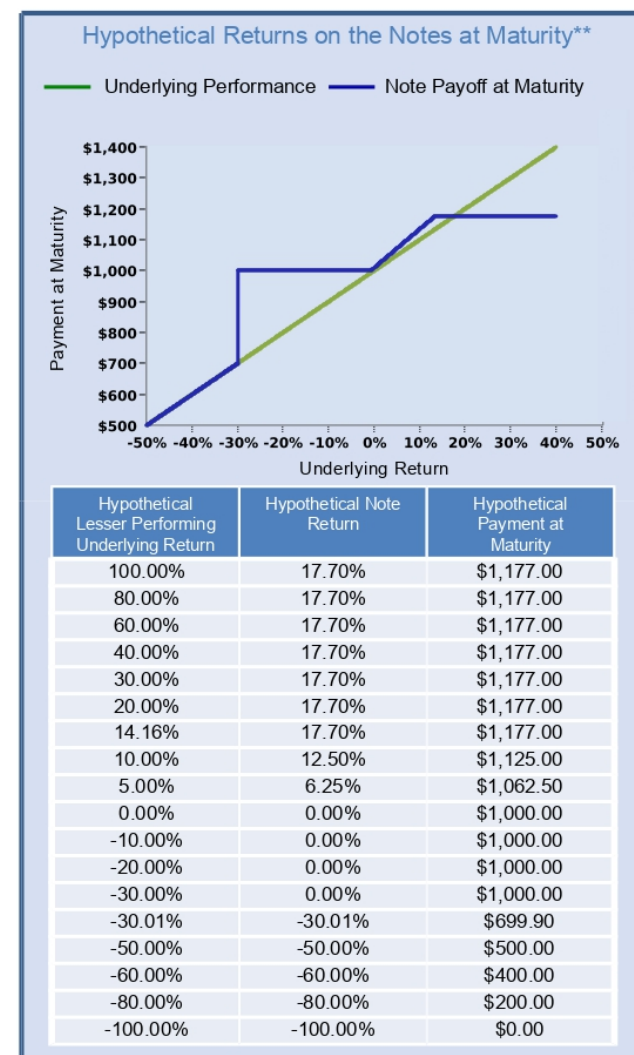 Hypothetical Returns on the Notes at Maturity**
Underlying Performance Note Payoff at Maturity
Payment at Maturity
$1,400
$1,300
$1,200
$1,100
$1,000
$900
$800
$700
$600
$500
-50% -40% -30% -20% -10% 0% 10% 20% 30% 40% 50%
Underlying Return
Hypothetical Lesser Performing Underlying Return Hypothetical Note Return Hypothetical Payment at Maturity
100.00% 17.70% $1,177.00
80.00% 17.70% $1,177.00
60.00% 17.70% $1,177.00
40.00% 17.70% $1,177.00
30.00% 17.70% $1,177.00
20.00% 17.70% $1,177.00
14.16% 17.70% $1,177.00
10.00% 12.50% $1,125.00
5.00% 6.25% $1,062.50
0.00% 0.00% $1,000.00
-10.00% 0.00% $1,000.00
-20.00% 0.00% $1,000.00
-30.00% 0.00% $1,000.00
-30.01% -30.01% $699.90
-50.00% -50.00% $500.00
-60.00% -60.00% $400.00
-80.00% -80.00% $200.00
-100.00% -100.00% $0.00